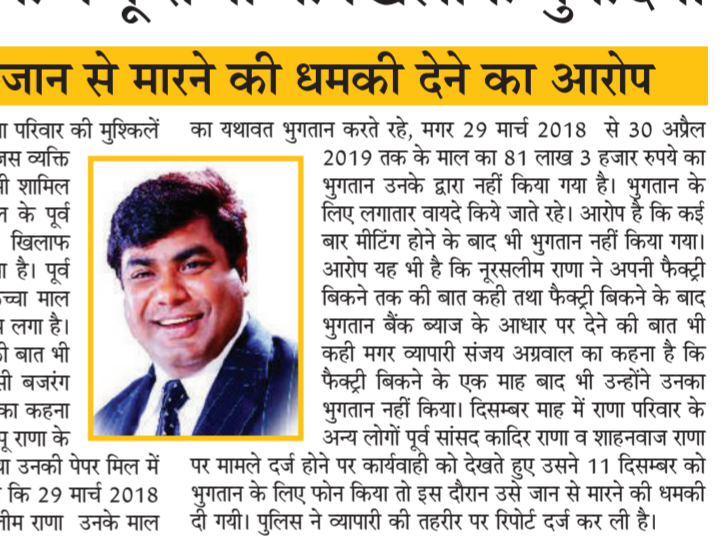 जान से मारने की धमकी देने का आरोप
परिवार की मुश्किलें
व्यक्ति
शामिल
के पूर्व
खिलाफ
है। पूर्व
माल
लगा है।
बात भी
बजरंग
का कहना
राणा के
उनकी पेपर मिल में
कि 29 मार्च 2018
राणा उनके माल
का यथावत भुगतान करते रहे, मगर 29 मार्च 2018 से 30 अप्रैल
2019 तक के माल का 81 लाख 3 हजार रुपये का
भुगतान उनके द्वारा नहीं किया गया है। भुगतान के
लिए लगातार वायदे किये जाते रहे। आरोप है कि कई
बार मीटिंग होने के बाद भी भुगतान नहीं किया गया।
आरोप यह भी है कि नूरसलीम राणा ने अपनी फैक्ट्री
बिकने तक की बात कही तथा फैक्ट्री बिकने के बाद
भुगतान बैंक ब्याज के आधार पर देने की बात भी
कही मगर व्यापारी संजय अग्रवाल का कहना है कि
फैक्ट्री बिकने के एक माह बाद भी उन्होंने उनका
भुगतान नहीं किया। दिसम्बर माह में राणा परिवार के
अन्य लोगों पूर्व सांसद कादिर राणा व शाहनवाज राणा
पर मामले दर्ज होने पर कार्यवाही को देखते हुए उसने 11 दिसम्बर को
भुगतान के लिए फोन किया तो इस दौरान उसे जान से मारने की धमकी
दी गयी। पुलिस ने व्यापारी की तहरीर पर रिपोर्ट दर्ज कर ली है।